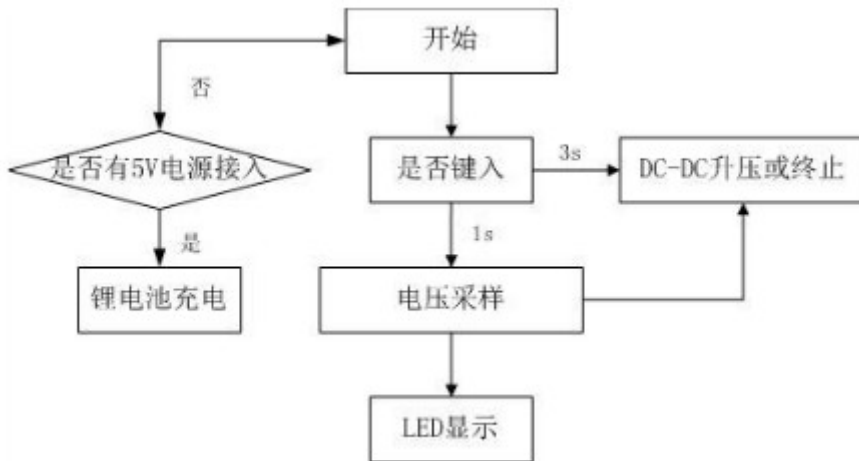 开始
否
是否有5V电源接入
是否键入
3s
DC-DC升压或终止
是
1s
锂电池充电
电压采样
LED显示